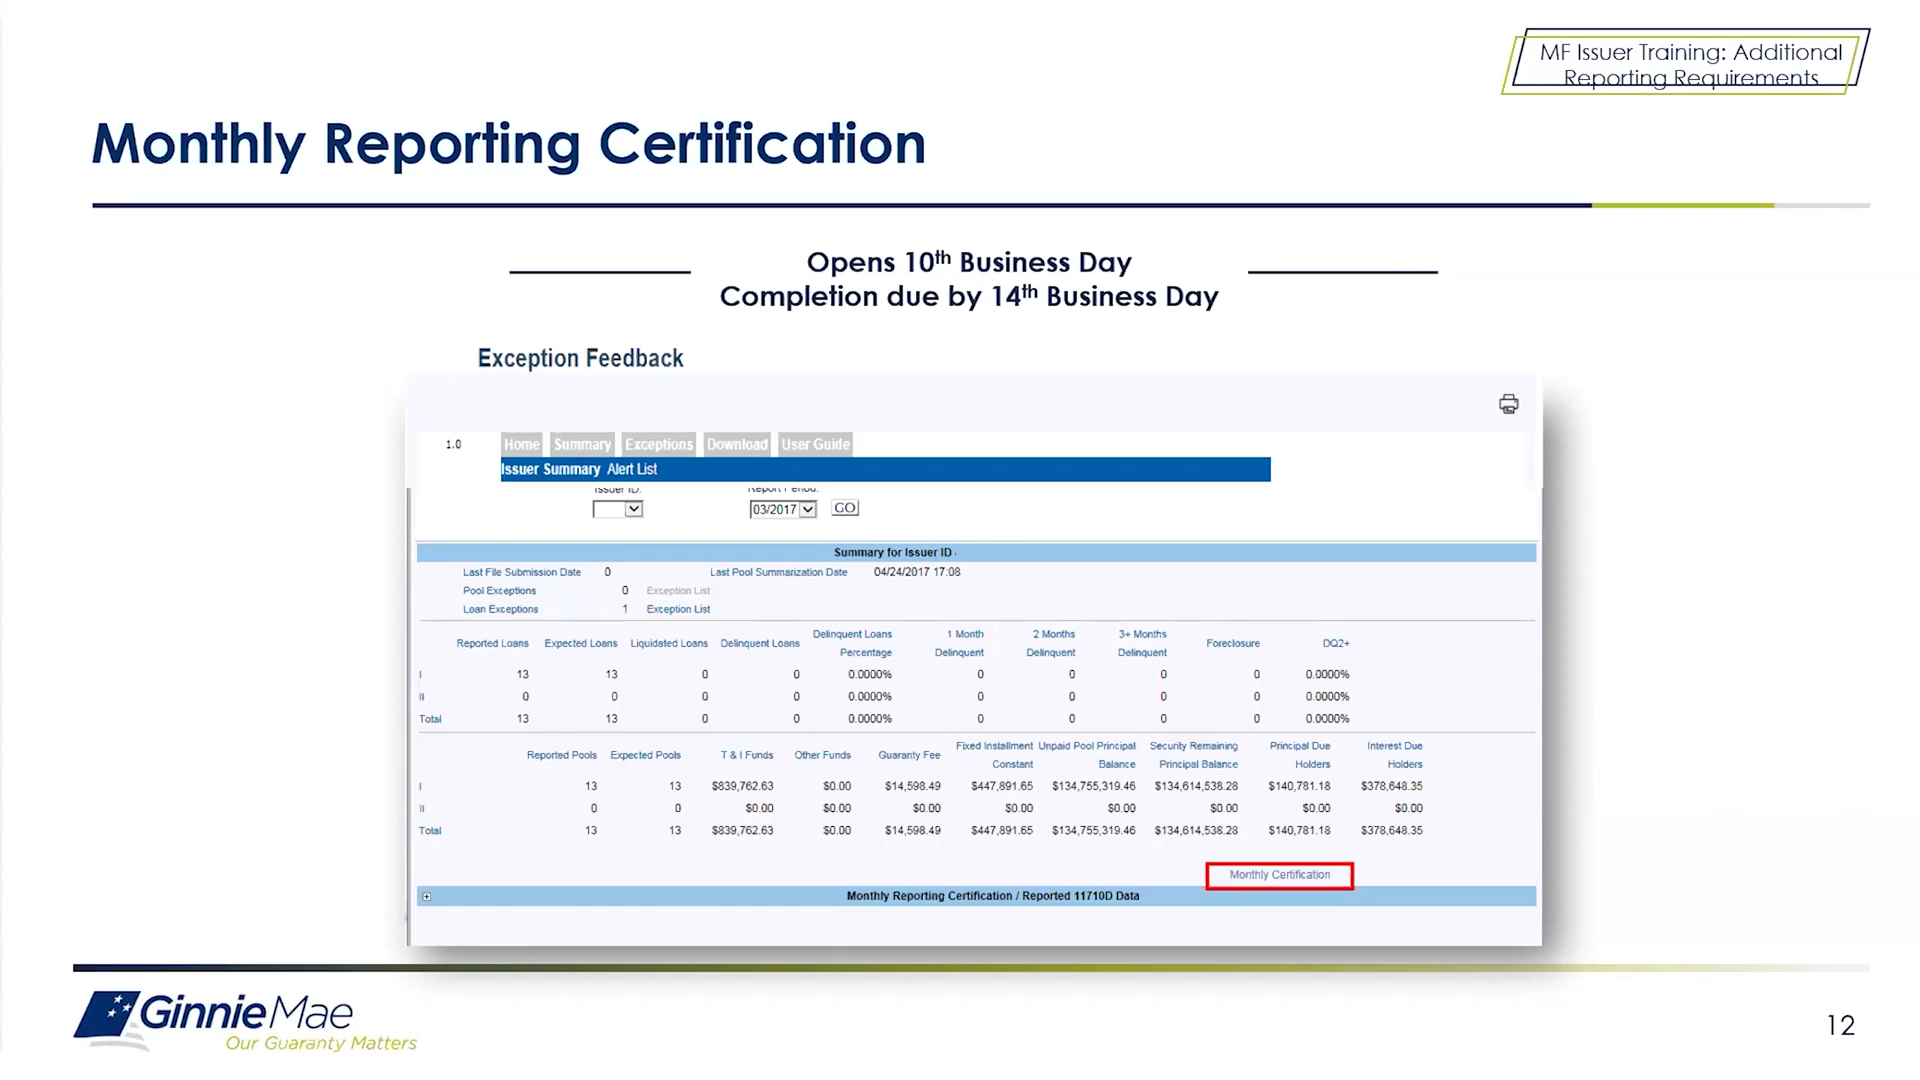 MF Issuer Training: Additional
Reporting Requirements
Monthly Reporting Certification
Opens 10th Business Day
Completion due by 14th Business Day
Exception Feedback
1.0 Home Summary Exceptions Download User Guide
Issuer Summary Alert List
Issuer ID: Report Period:
03/2017 GO
Summary for Issuer ID
Last File Submission Date 0 Last Pool Summarization Date 04/24/2017 17:08
Pool Exceptions 0 Exception List
Loan Exceptions 1 Exception List
Reported Loans Expected Loans Liquidated Loans Delinquent Loans Delinquent Loans Percentage 1 Month Delinquent 2 Months Delinquent 3+ Months Delinquent Foreclosure DQ2+
I 13 13 0 0 0.0000% 0 0 0 0 0.0000%
II 0 0 0 0 0.0000% 0 0 0 0 0.0000%
Total 13 13 0 0 0.0000% 0 0 0 0 0.0000%
Reported Pools Expected Pools T & I Funds Other Funds Guaranty Fee Fixed Installment Constant Unpaid Pool Principal Balance Security Remaining Principal Balance Principal Due Holders Interest Due Holders
I 13 13 $839,762.63 $0.00 $14,598.49 $447,891.65 $134,755,319.46 $134,614,538.28 $140,781.18 $378,648.35
II 0 0 $0.00 $0.00 $0.00 $0.00 $0.00 $0.00 $0.00 $0.00
Total 13 13 $839,762.63 $0.00 $14,598.49 $447,891.65 $134,755,319.46 $134,614,538.28 $140,781.18 $378,648.35
Monthly Certification
Monthly Reporting Certification / Reported 11710D Data
GinnieMae
Our Guaranty Matters
12